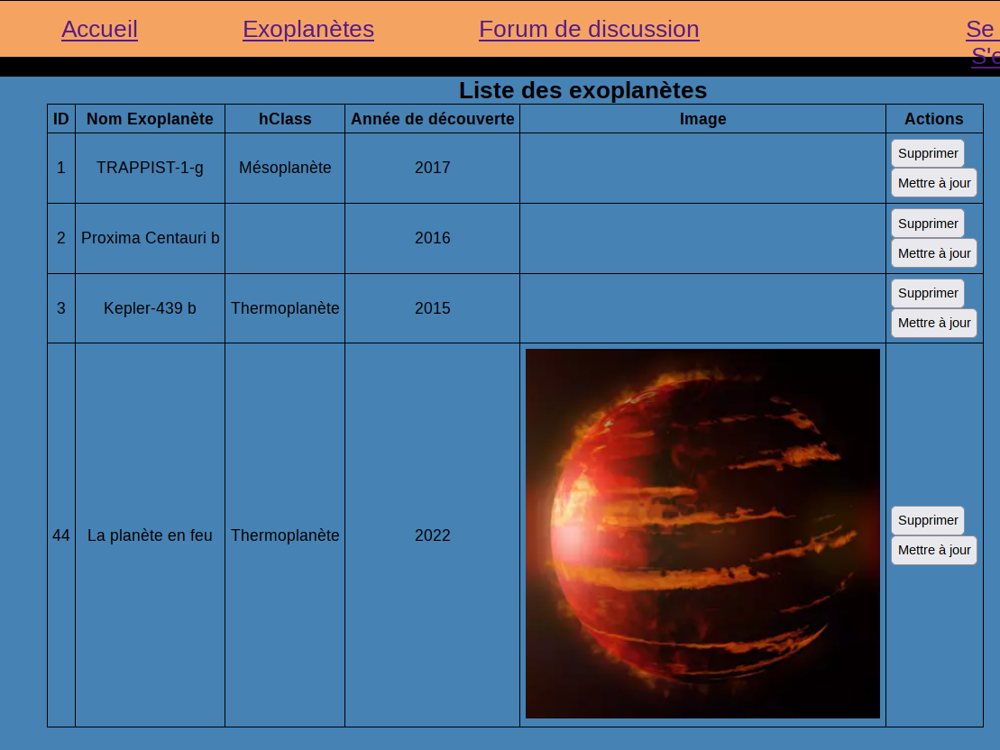 Accueil Exoplanètes Forum de discussion Se
Liste des exoplanètes
ID Nom Exoplanète hClass Année de découverte Image Actions
1 TRAPPIST-1-g Mésoplanète 2017 Supprimer
Mettre à jour
2 Proxima Centauri b 2016 Supprimer
Mettre à jour
3 Kepler-439 b Thermoplanète 2015 Supprimer
Mettre à jour
44 La planète en feu Thermoplanète 2022 Supprimer
Mettre à jour